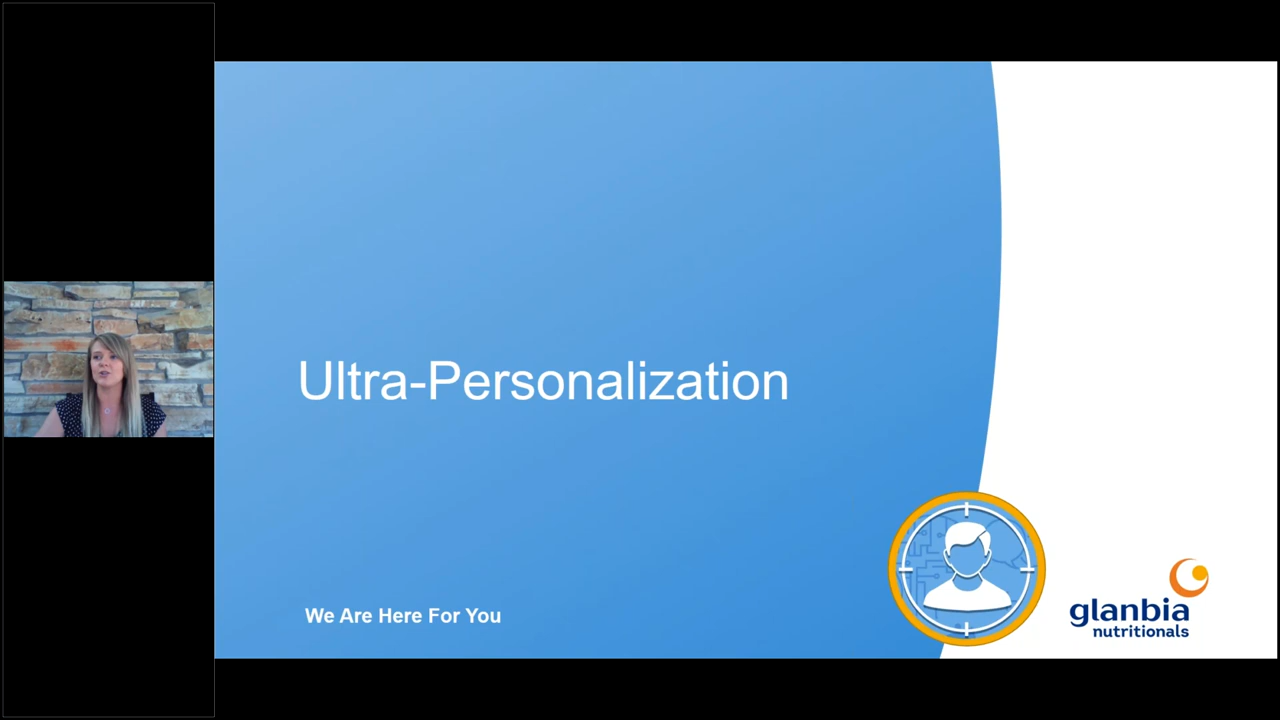 Ultra-Personalization
We Are Here For You
glanbia
nutritionals